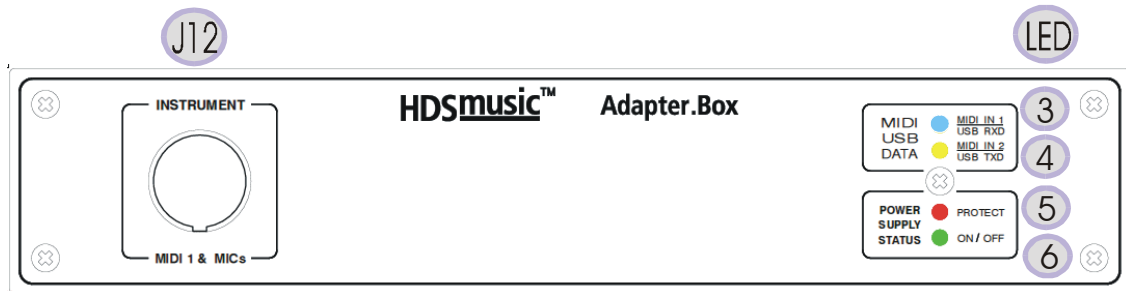 J12
LED
INSTRUMENT
MIDI 1 & MICs
HDSmusic™
Adapter.Box
MIDI
USB
DATA
MIDI IN 1
USB RXD
MIDI IN 2
USB TXD
3
4
POWER
SUPPLY
STATUS
PROTECT
ON / OFF
5
6